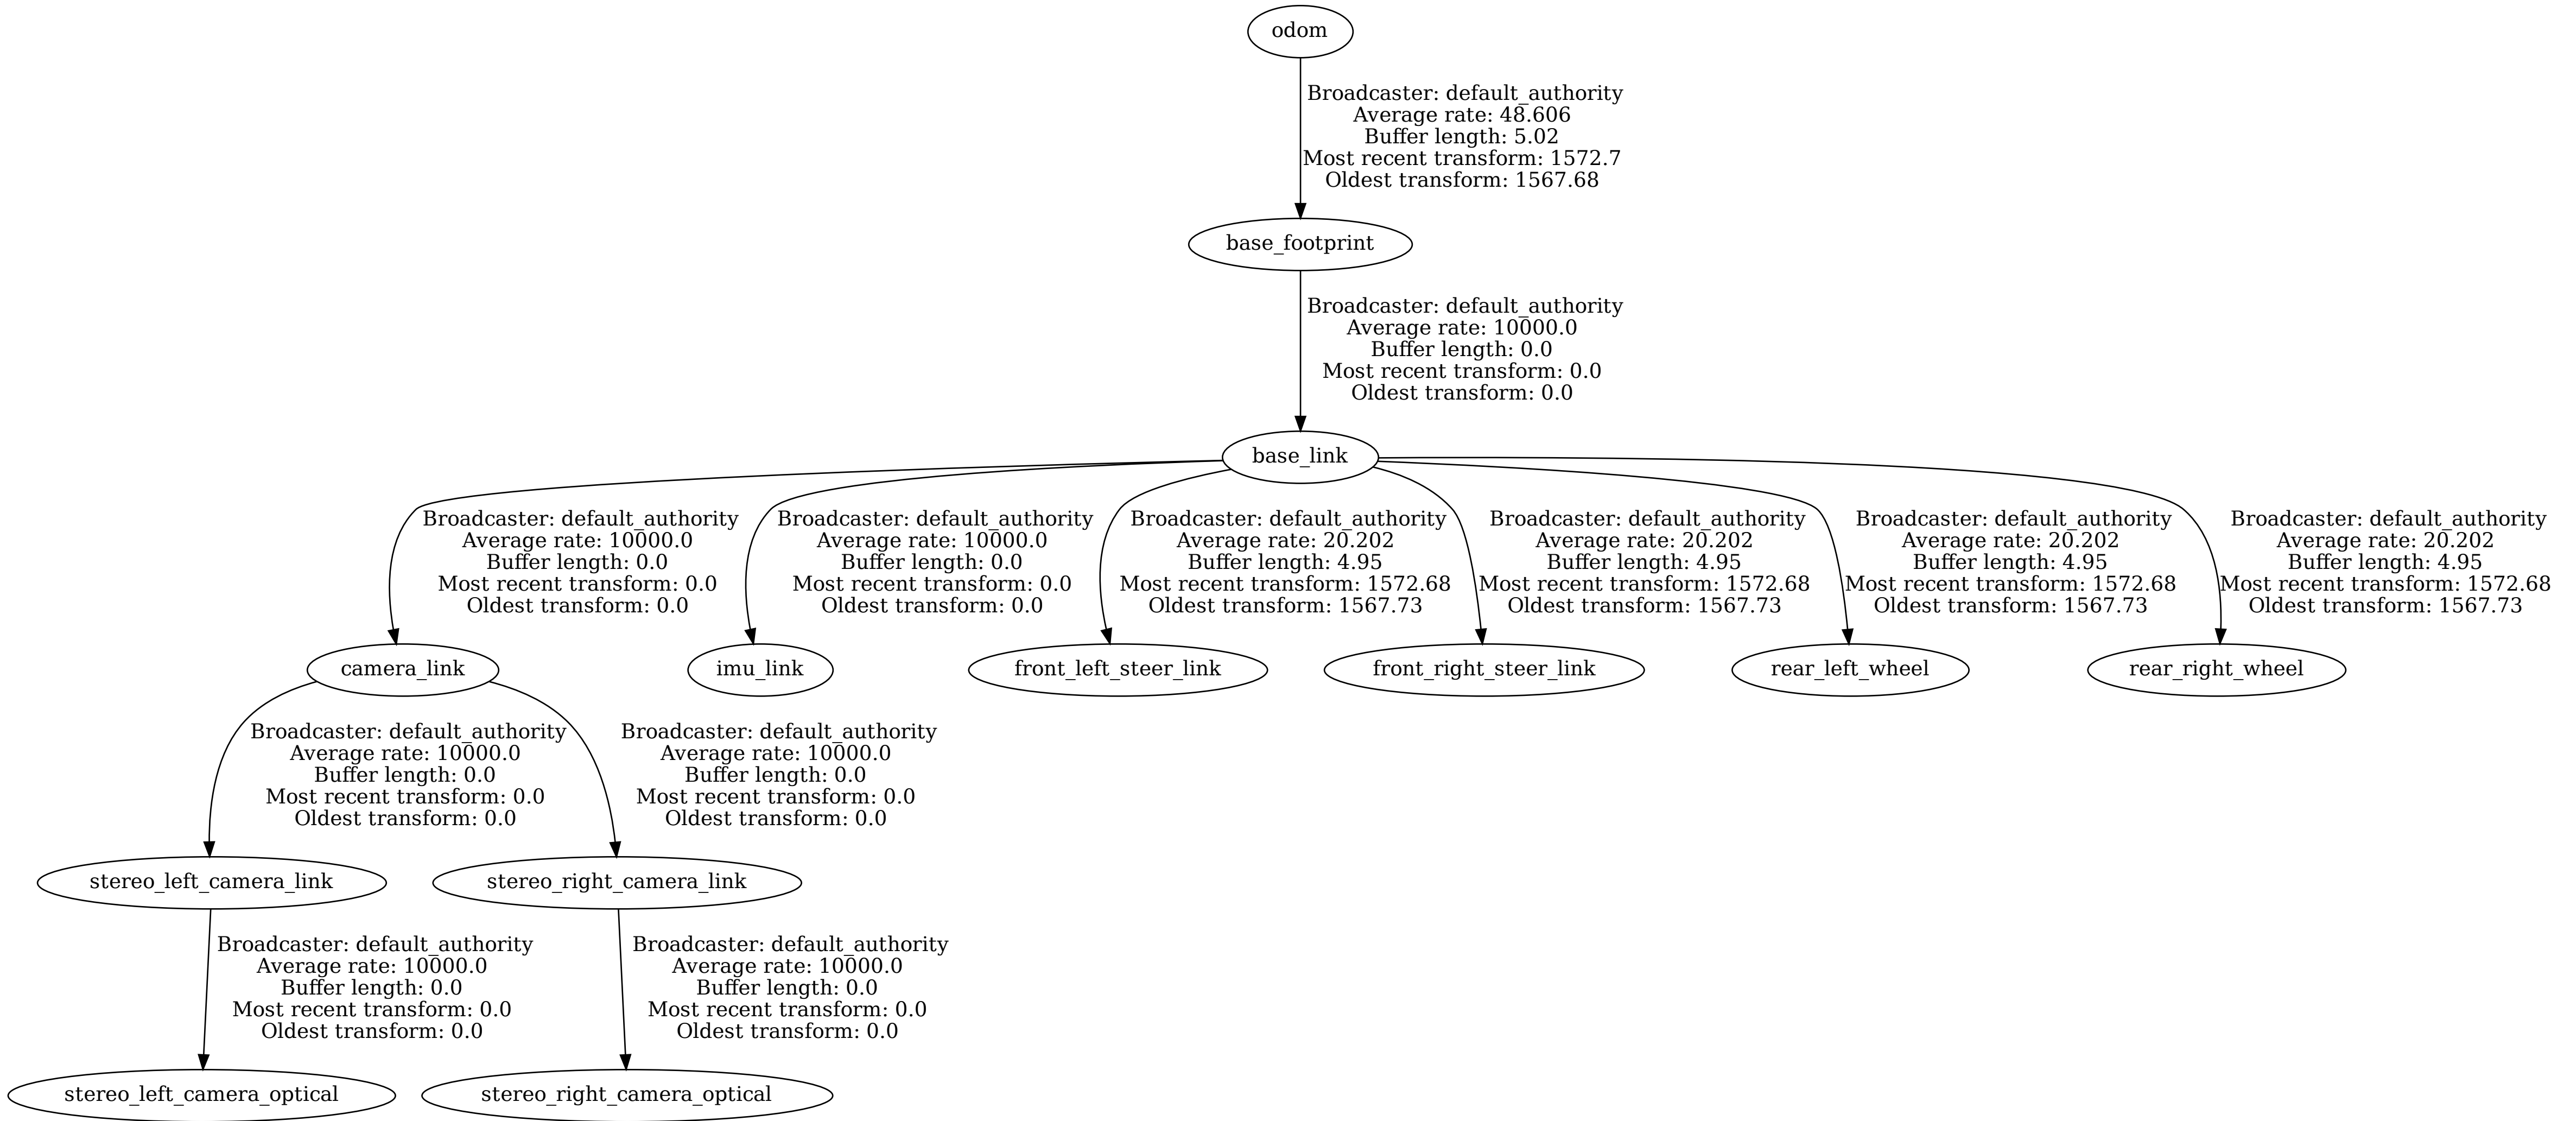 odom
Broadcaster: default_authority
Average rate: 48.606
Buffer length: 5.02
Most recent transform: 1572.7
Oldest transform: 1567.68
base_footprint
Broadcaster: default_authority
Average rate: 10000.0
Buffer length: 0.0
Most recent transform: 0.0
Oldest transform: 0.0
base_link
Broadcaster: default_authority
Average rate: 10000.0
Buffer length: 0.0
Most recent transform: 0.0
Oldest transform: 0.0
Broadcaster: default_authority
Average rate: 10000.0
Buffer length: 0.0
Most recent transform: 0.0
Oldest transform: 0.0
Broadcaster: default_authority
Average rate: 20.202
Buffer length: 4.95
Most recent transform: 1572.68
Oldest transform: 1567.73
Broadcaster: default_authority
Average rate: 20.202
Buffer length: 4.95
Most recent transform: 1572.68
Oldest transform: 1567.73
Broadcaster: default_authority
Average rate: 20.202
Buffer length: 4.95
Most recent transform: 1572.68
Oldest transform: 1567.73
Broadcaster: default_authority
Average rate: 20.202
Buffer length: 4.95
Most recent transform: 1572.68
Oldest transform: 1567.73
camera_link
imu_link
front_left_steer_link
front_right_steer_link
rear_left_wheel
rear_right_wheel
Broadcaster: default_authority
Average rate: 10000.0
Buffer length: 0.0
Most recent transform: 0.0
Oldest transform: 0.0
Broadcaster: default_authority
Average rate: 10000.0
Buffer length: 0.0
Most recent transform: 0.0
Oldest transform: 0.0
stereo_left_camera_link
stereo_right_camera_link
Broadcaster: default_authority
Average rate: 10000.0
Buffer length: 0.0
Most recent transform: 0.0
Oldest transform: 0.0
Broadcaster: default_authority
Average rate: 10000.0
Buffer length: 0.0
Most recent transform: 0.0
Oldest transform: 0.0
stereo_left_camera_optical
stereo_right_camera_optical